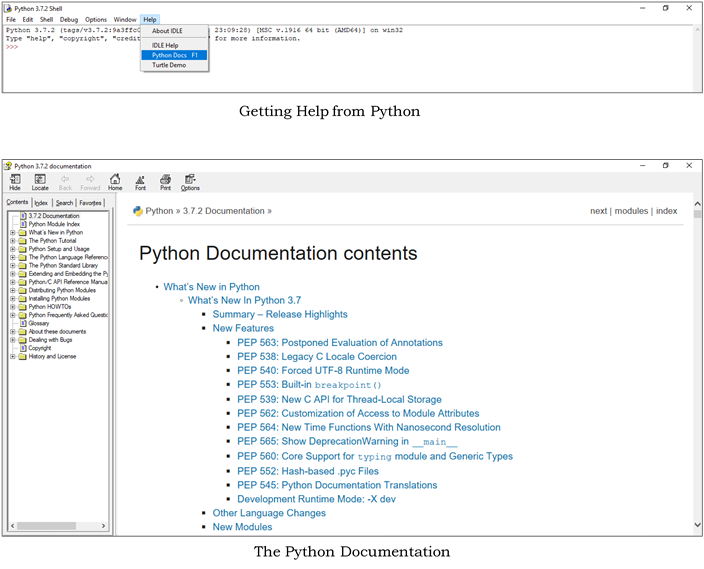 Python 3.7.2 Shell
File Edit Shell Debug Options Window Help
Python 3.7.2 (tags/v3.7.2:9a3ffc0 23:09:28) [MSC v.1916 64 bit (AMD64)] on win32
Type "help", "copyright", "credit for more information.
>>>
About IDLE
IDLE Help
Python Docs F1
Turtle Demo
Getting Help from Python
Python 3.7.2 documentation
Hide Locate Back Forward Home Font Print Options
Contents Index Search Favorites
3.7.2 Documentation
Python Module Index
What's New in Python
The Python Tutorial
Python Setup and Usage
The Python Language Reference
The Python Standard Library
Extending and Embedding the Py
Python/C API Reference Manua
Distributing Python Modules
Installing Python Modules
Python HOWTOs
Python Frequently Asked Questio
Glossary
About these documents
Dealing with Bugs
Copyright
History and License
Python » 3.7.2 Documentation » next | modules | index
Python Documentation contents
• What's New in Python
◦ What's New In Python 3.7
▪ Summary – Release Highlights
▪ New Features
▪ PEP 563: Postponed Evaluation of Annotations
▪ PEP 538: Legacy C Locale Coercion
▪ PEP 540: Forced UTF-8 Runtime Mode
▪ PEP 553: Built-in breakpoint()
▪ PEP 539: New C API for Thread-Local Storage
▪ PEP 562: Customization of Access to Module Attributes
▪ PEP 564: New Time Functions With Nanosecond Resolution
▪ PEP 565: Show DeprecationWarning in __main__
▪ PEP 560: Core Support for typing module and Generic Types
▪ PEP 552: Hash-based .pyc Files
▪ PEP 545: Python Documentation Translations
▪ Development Runtime Mode: -X dev
▪ Other Language Changes
▪ New Modules
The Python Documentation